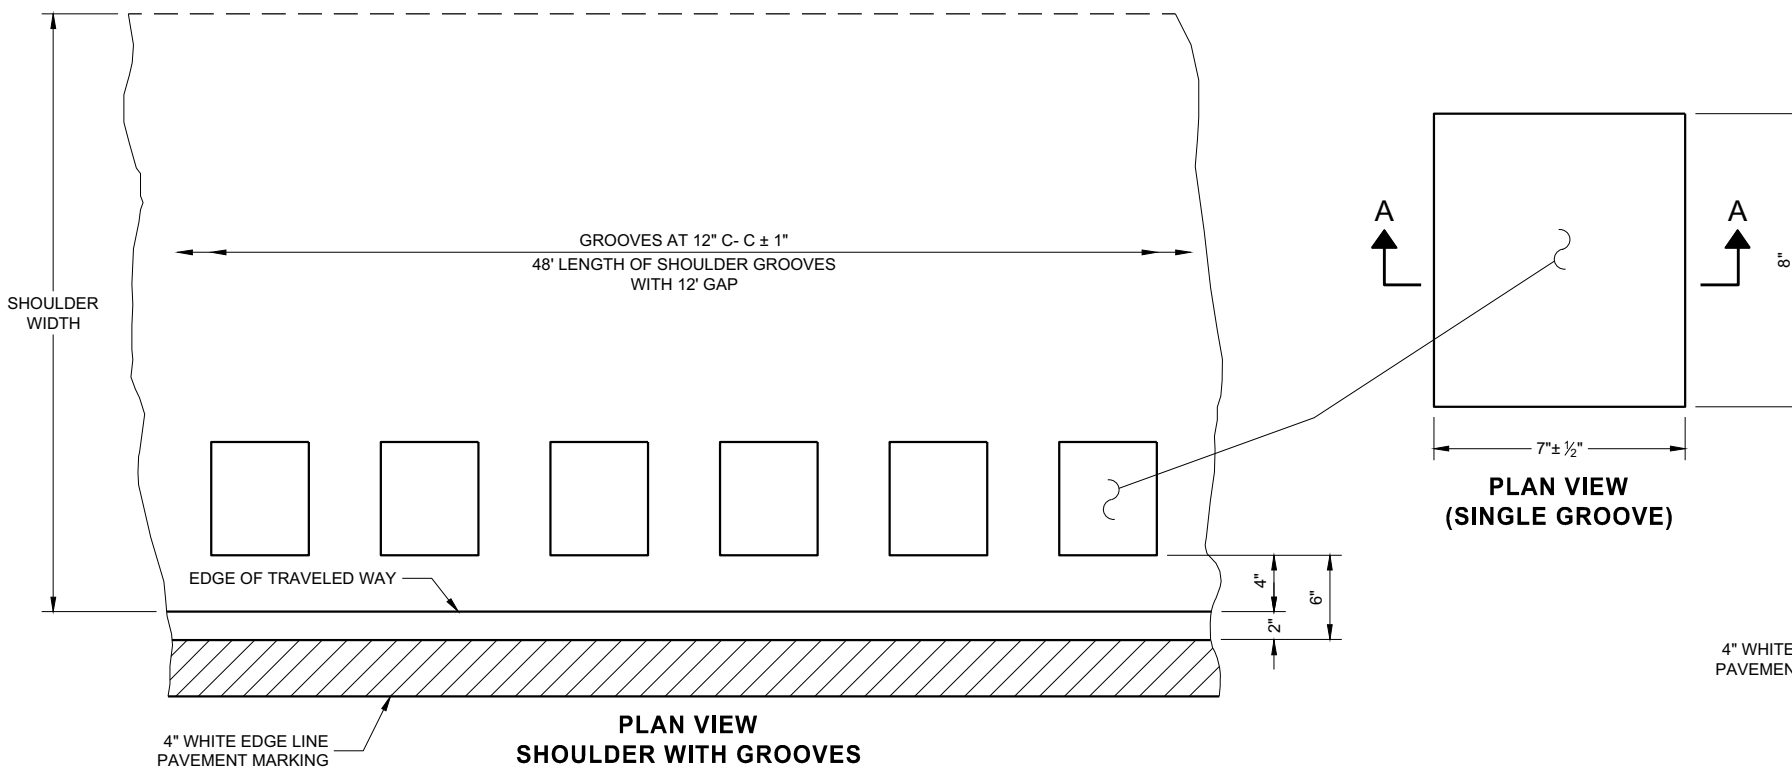 GROOVES AT 12" C- C ± 1"
48' LENGTH OF SHOULDER GROOVES
WITH 12' GAP
SHOULDER
WIDTH
EDGE OF TRAVELED WAY
4"
6"
2"
4" WHITE EDGE LINE
PAVEMENT MARKING
PLAN VIEW
SHOULDER WITH GROOVES
A
A
8"
7"± ½"
PLAN VIEW
(SINGLE GROOVE)
4" WHITE
PAVEMEN